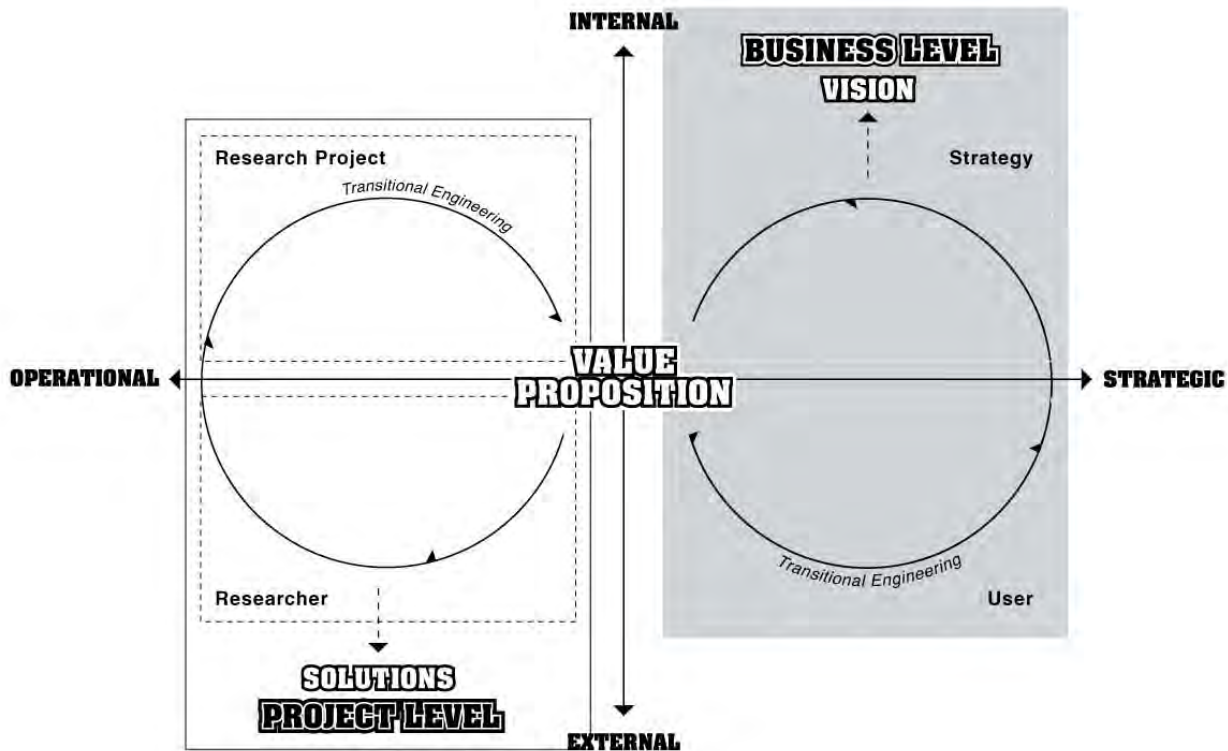 INTERNAL
BUSINESS LEVEL
VISION
Research Project
Strategy
Transitional Engineering
OPERATIONAL
VALUE
PROPOSITION
STRATEGIC
Transitional Engineering
Researcher
User
SOLUTIONS
PROJECT LEVEL
EXTERNAL